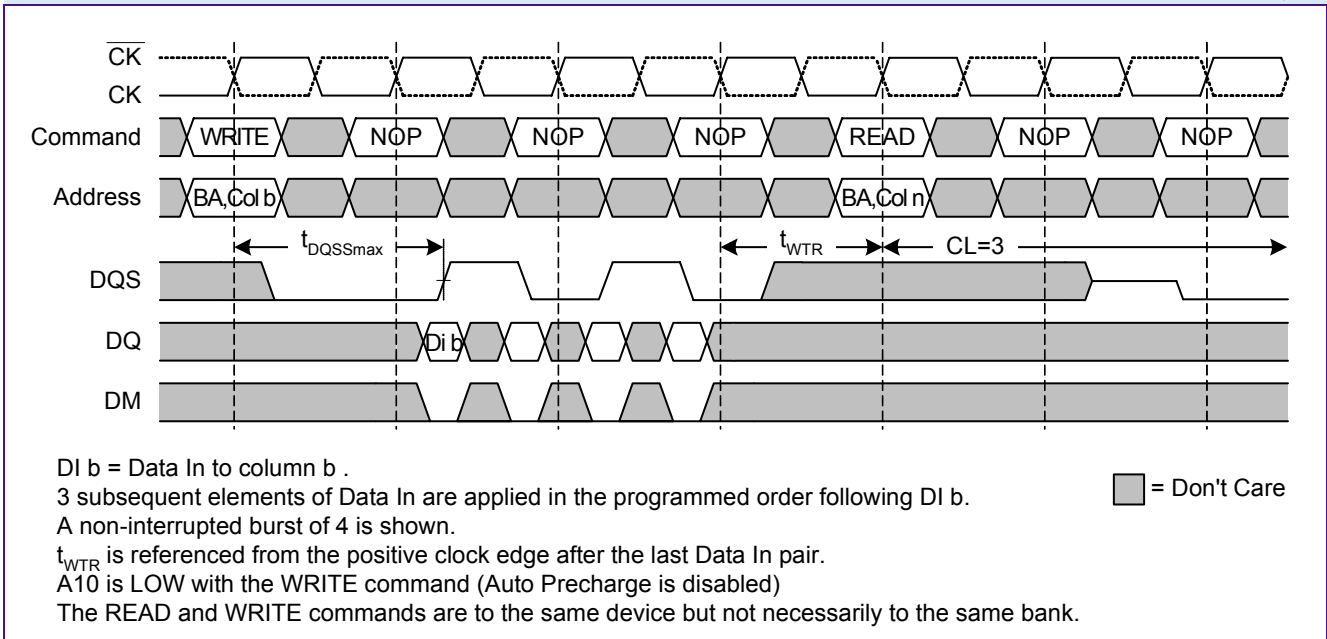 CK
CK
Command WRITE NOP NOP NOP READ NOP NOP
Address BA,Col b BA,Col n
tDQSSmax tWTR CL=3
DQS
DQ Di b
DM
DI b = Data In to column b .
3 subsequent elements of Data In are applied in the programmed order following DI b.
= Don't Care
A non-interrupted burst of 4 is shown.
tWTR is referenced from the positive clock edge after the last Data In pair.
A10 is LOW with the WRITE command (Auto Precharge is disabled)
The READ and WRITE commands are to the same device but not necessarily to the same bank.